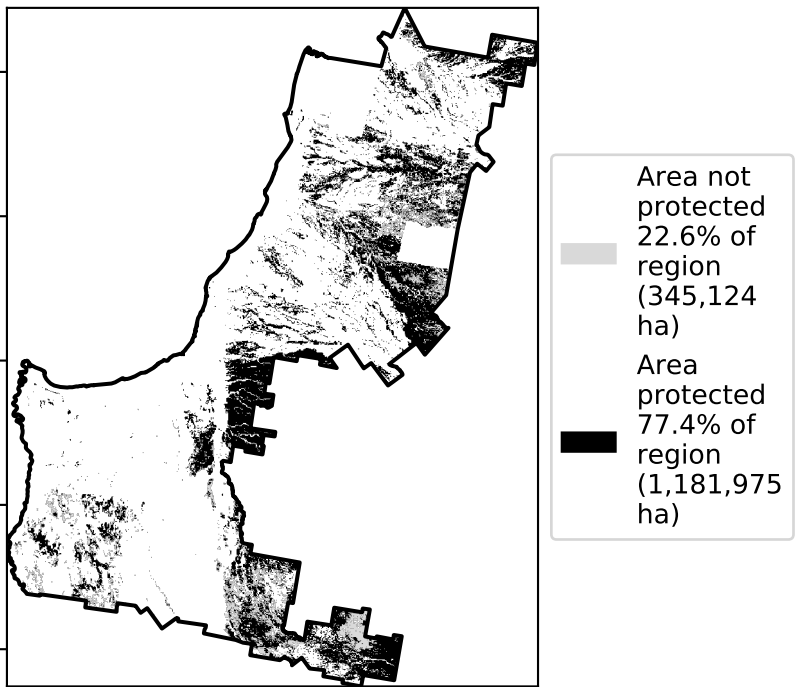 Area not
protected
22.6% of
region
(345,124
ha)
Area
protected
77.4% of
region
(1,181,975
ha)